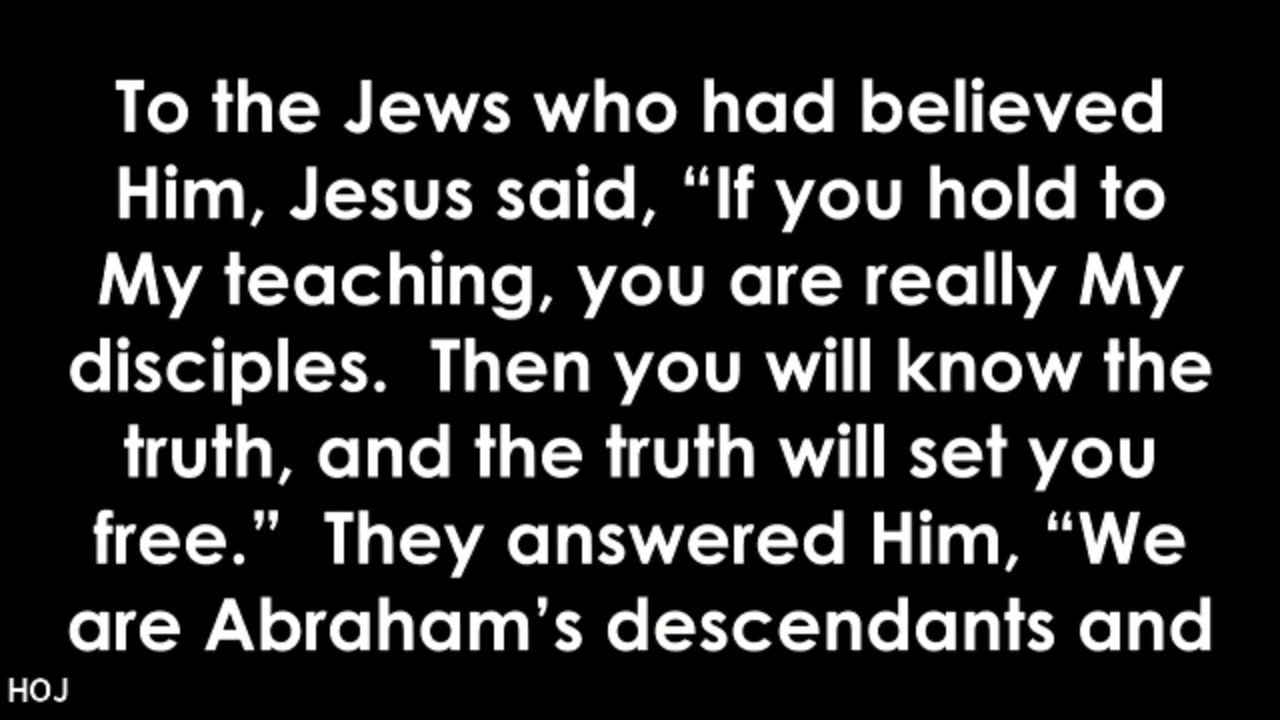 To the Jews who had believed
Him, Jesus said, “If you hold to
My teaching, you are really My
disciples.  Then you will know the
truth, and the truth will set you
free.”  They answered Him, “We
are Abraham’s descendants and
HOJ